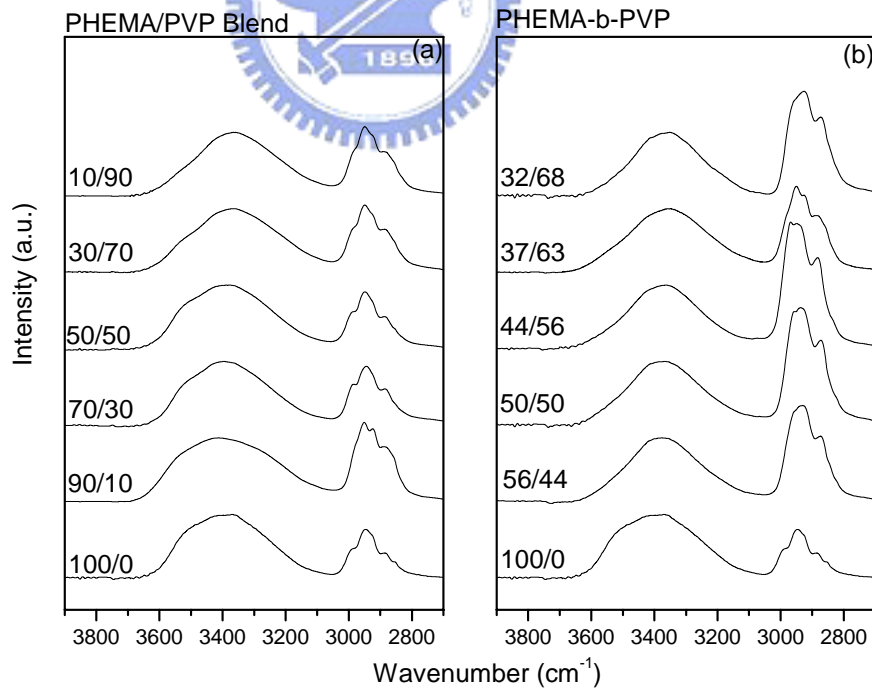 PHEMA/PVP Blend
PHEMA-b-PVP
1896
(a)
(b)
10/90
30/70
50/50
70/30
90/10
100/0
32/68
37/63
44/56
50/50
56/44
100/0
Intensity (a.u.)
3800 3600 3400 3200 3000 2800
3800 3600 3400 3200 3000 2800
Wavenumber (cm⁻¹)